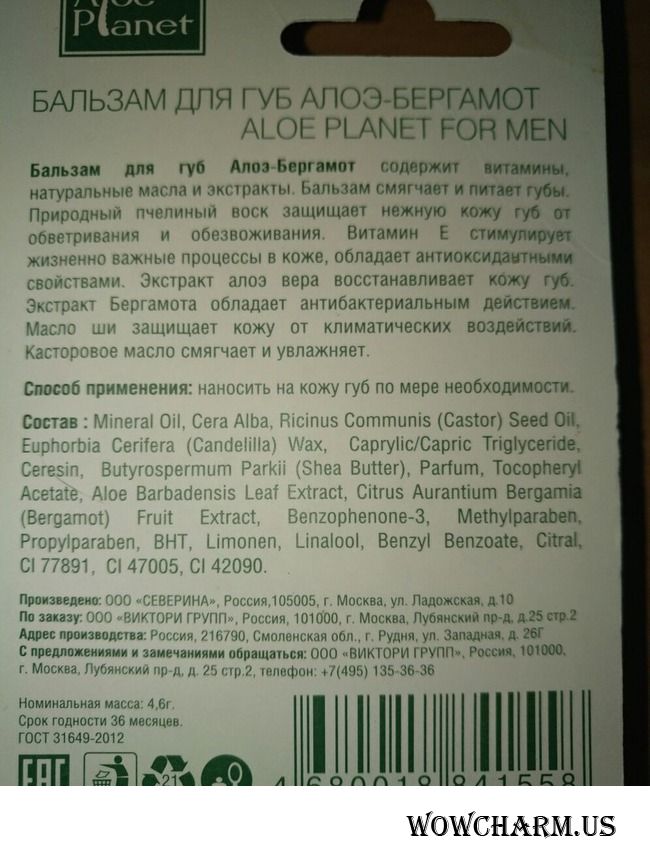 Aloe
Planet
БАЛЬЗАМ ДЛЯ ГУБ АЛОЭ-БЕРГАМОТ
ALOE PLANET FOR MEN
Бальзам для губ Алоэ-Бергамот содержит витамины,
натуральные масла и экстракты. Бальзам смягчает и питает губы.
Природный пчелиный воск защищает нежную кожу губ от
обветривания и обезвоживания. Витамин Е стимулирует
жизненно важные процессы в коже, обладает антиоксидантными
свойствами. Экстракт алоэ вера восстанавливает кожу губ.
Экстракт Бергамота обладает антибактериальным действием.
Масло ши защищает кожу от климатических воздействий.
Касторовое масло смягчает и увлажняет.
Способ применения: наносить на кожу губ по мере необходимости.
Состав : Mineral Oil, Cera Alba, Ricinus Communis (Castor) Seed Oil,
Euphorbia Cerifera (Candelilla) Wax, Caprylic/Capric Triglyceride,
Ceresin, Butyrospermum Parkii (Shea Butter), Parfum, Tocopheryl
Acetate, Aloe Barbadensis Leaf Extract, Citrus Aurantium Bergamia
(Bergamot) Fruit Extract, Benzophenone-3, Methylparaben,
Propylparaben, BHT, Limonen, Linalool, Benzyl Benzoate, Citral,
CI 77891, CI 47005, CI 42090.
Произведено: ООО «СЕВЕРИНА», Россия,105005, г. Москва, ул. Ладожская, д.10
По заказу: ООО «ВИКТОРИ ГРУПП», Россия, 101000, г. Москва, Лубянский пр-д, д.25 стр.2
Адрес производства: Россия, 216790, Смоленская обл., г. Рудня, ул. Западная, д. 26Г
С предложениями и замечаниями обращаться: ООО «ВИКТОРИ ГРУПП», Россия, 101000,
г. Москва, Лубянский пр-д, д. 25 стр.2, телефон: +7(495) 135-36-36
Номинальная масса: 4,6г.
Срок годности 36 месяцев.
ГОСТ 31649-2012
EAC 21 4 680018 841558
WOWCHARM.US